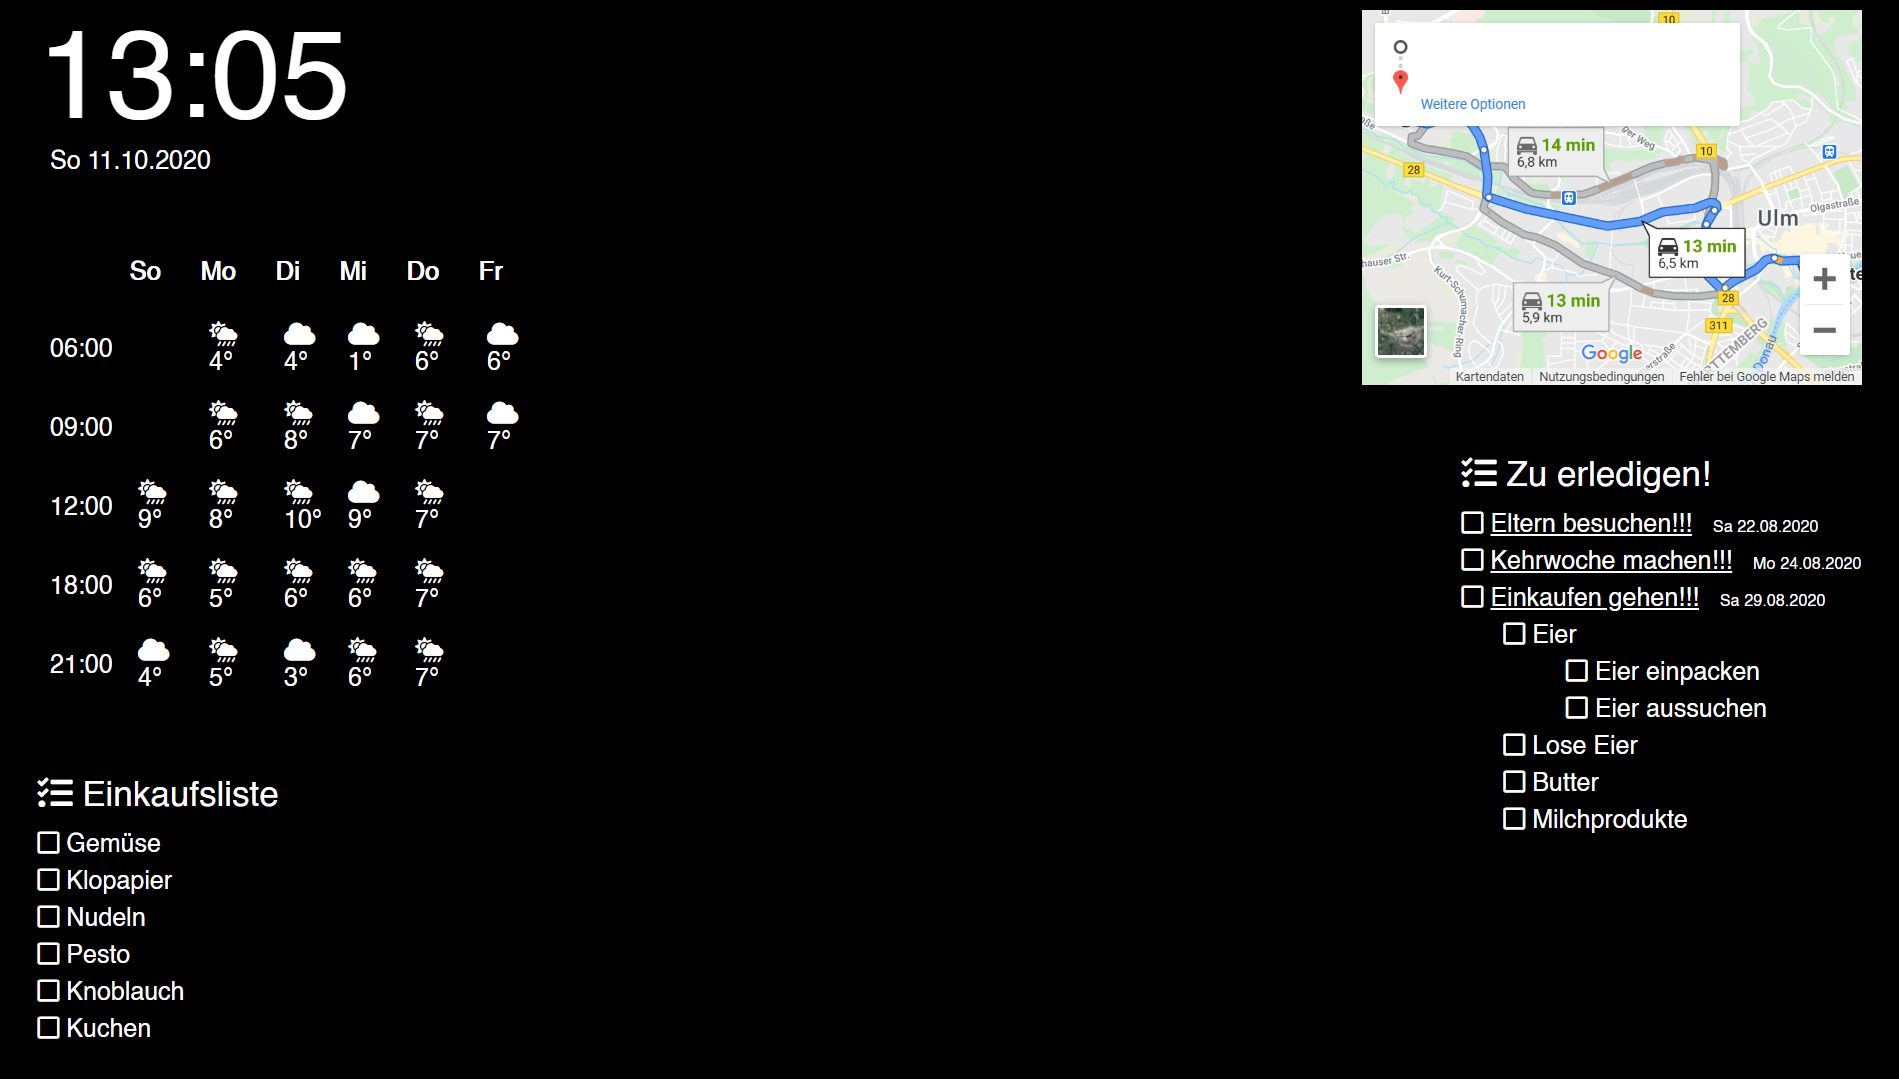 13:05
So 11.10.2020
So Mo Di Mi Do Fr
06:00 4° 4° 1° 6° 6°
09:00 6° 8° 7° 7° 7°
12:00 9° 8° 10° 9° 7°
18:00 6° 5° 6° 6° 7°
21:00 4° 5° 3° 6° 7°
Einkaufsliste
Gemüse
Klopapier
Nudeln
Pesto
Knoblauch
Kuchen
10
Weitere Optionen
14 min
6,8 km
ger Weg
10
28
Olgastraße
Ulm
13 min
6,5 km
hauser Str.
Kurt-Schumacher-Ring
13 min
5,9 km
28
311
Donau
Google
Kartendaten Nutzungsbedingungen Fehler bei Google Maps melden
Zu erledigen!
Eltern besuchen!!! Sa 22.08.2020
Kehrwoche machen!!! Mo 24.08.2020
Einkaufen gehen!!! Sa 29.08.2020
Eier
Eier einpacken
Eier aussuchen
Lose Eier
Butter
Milchprodukte